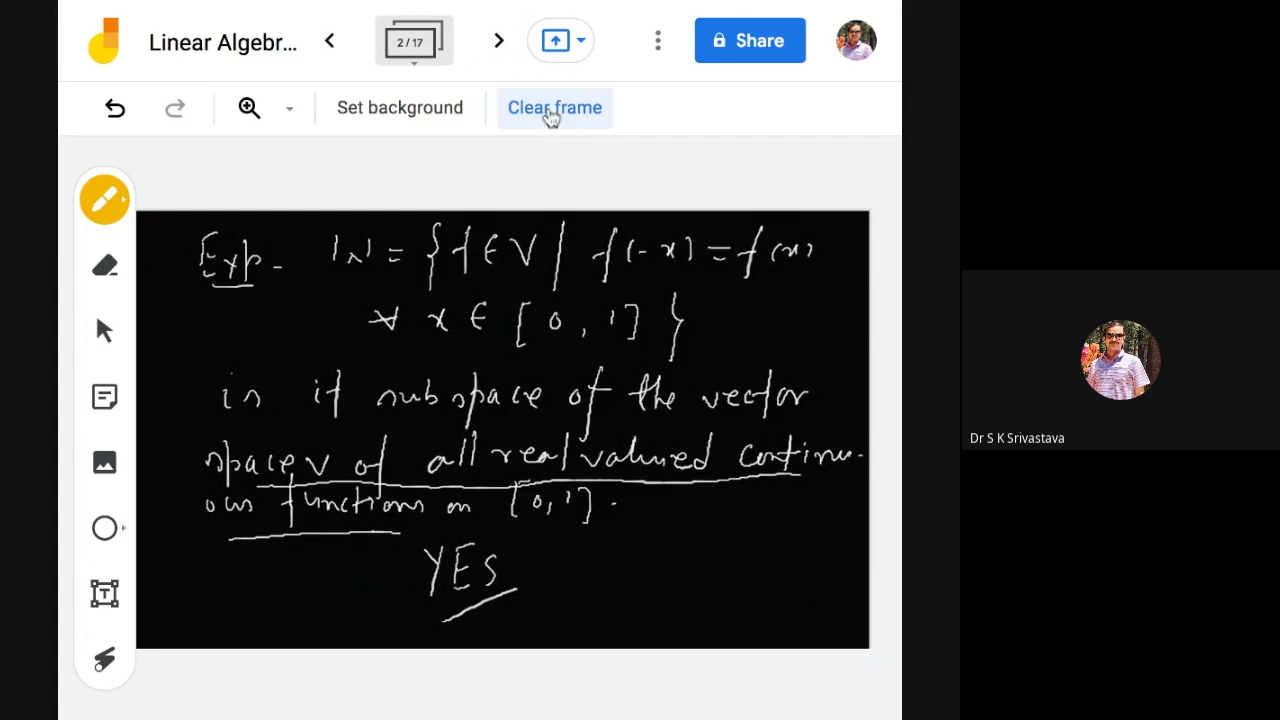 Linear Algebr...
2 / 17
Share
Set background
Clear frame
Exp. W = { f ∈ V | f(-x) = f(x)
∀ x ∈ [0, 1] }
is it subspace of the vector
space V of all real valued continu-
ous functions on [0, 1].
YES
Dr S K Srivastava